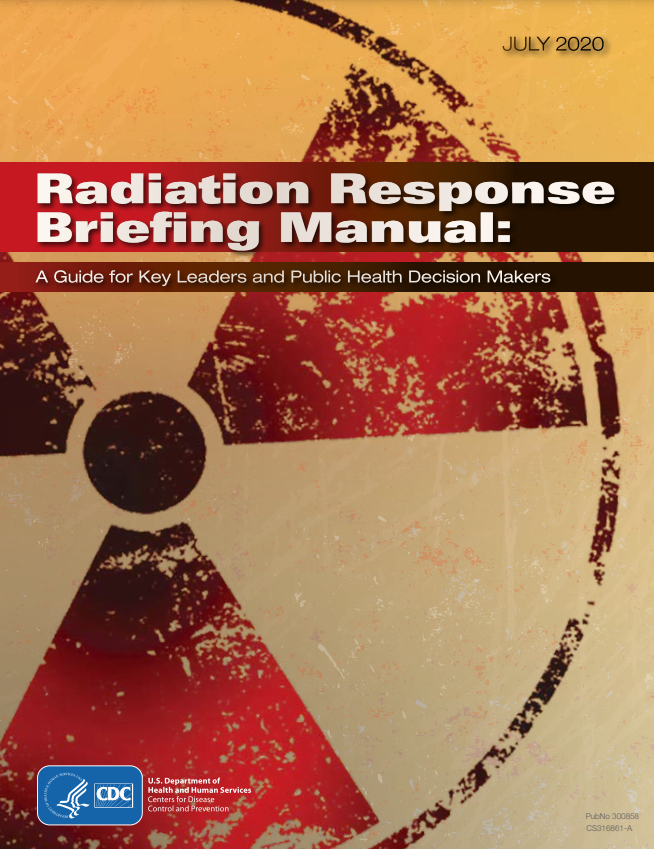 JULY 2020
Radiation Response
Briefing Manual:
A Guide for Key Leaders and Public Health Decision Makers
CDC
U.S. Department of
Health and Human Services
Centers for Disease
Control and Prevention
PubNo 300858
CS316861-A